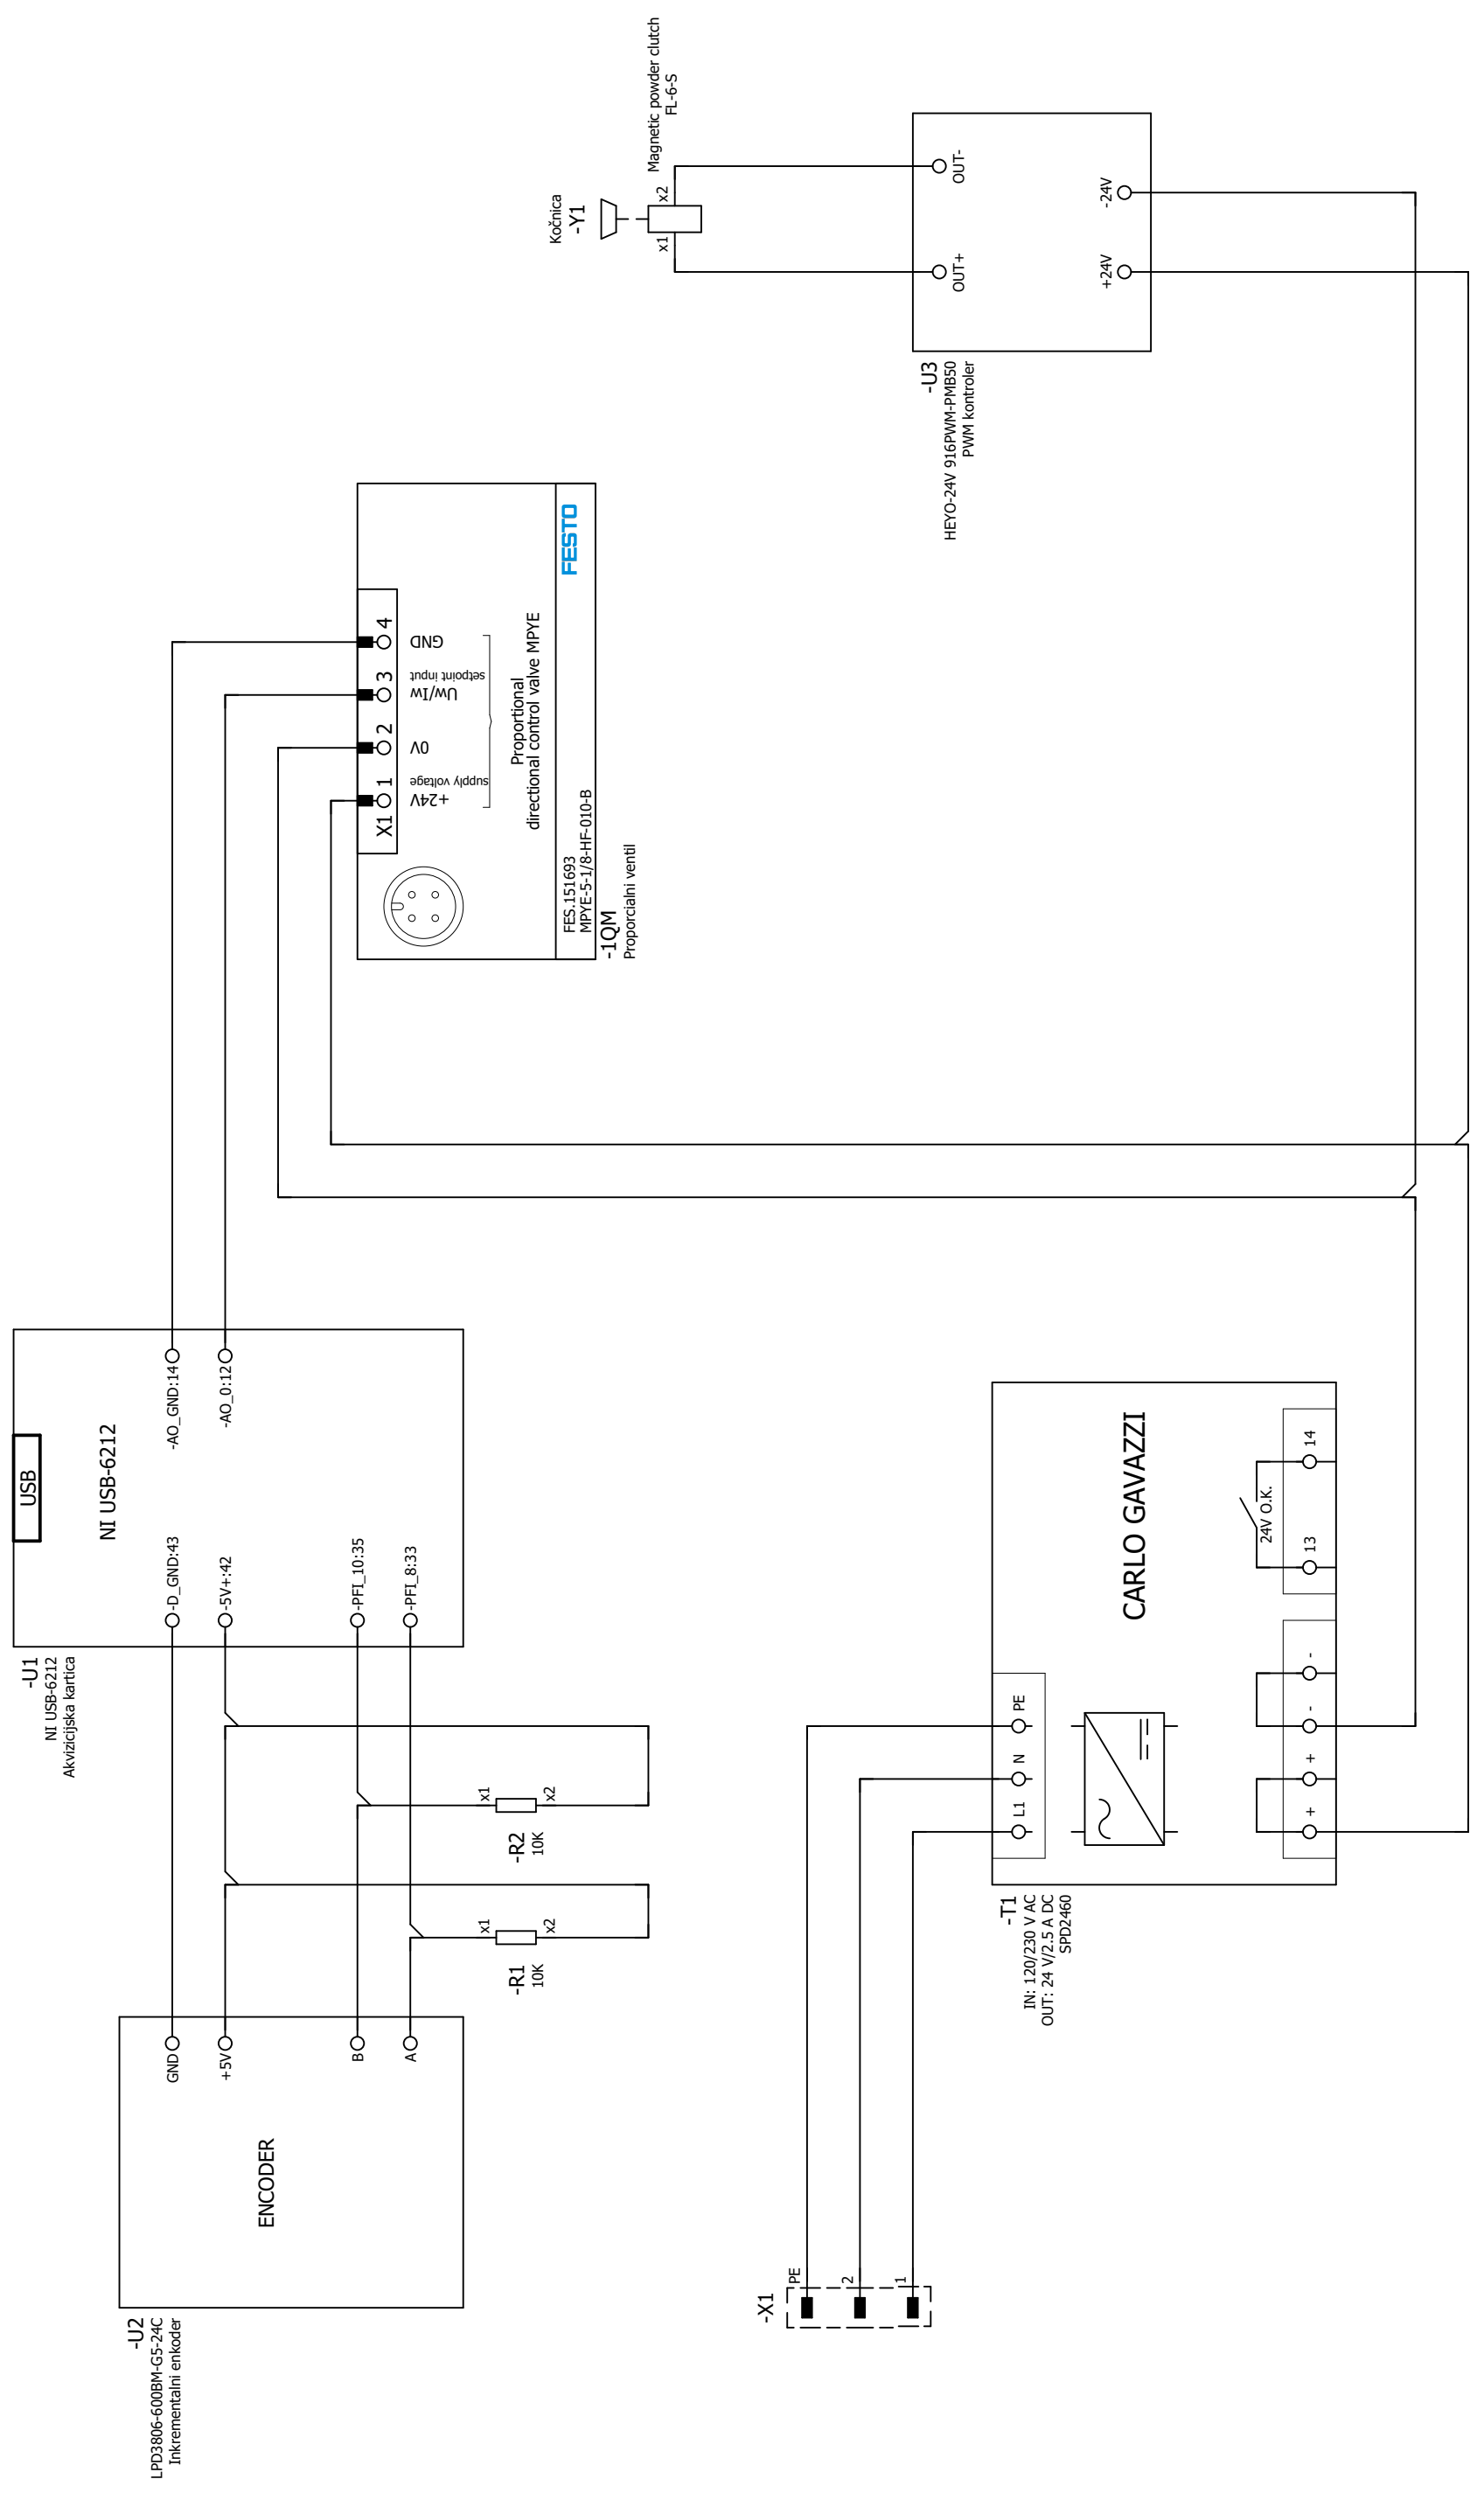 -U2
LPD3806-600BM-G5-24C
Inkrementalni enkoder
ENCODER
GND
+5V
B
A
-R1
10K
x1
x2
-R2
10K
x1
x2
-U1
NI USB-6212
Akvizicijska kartica
USB
NI USB-6212
-D_GND:43
-5V+:42
-PFI_10:35
-PFI_8:33
-AO_GND:14
-AO_0:12
-1QM
Proporcialni ventil
X1
1
2
3
4
+24V
supply voltage
0V
Uw/Iw
setpoint input
GND
Proportional
directional control valve MPYE
FES.151693
MPYE-5-1/8-HF-010-B
FESTO
Kočnica
-Y1
x1
x2
Magnetic powder clutch
FL-6-S
-U3
HEYO-24V 916PWM-PMB50
PWM kontroler
OUT+
OUT-
+24V
-24V
-X1
PE
2
1
-T1
IN: 120/230 V AC
OUT: 24 V/2.5 A DC
SPD2460
L1
N
PE
CARLO GAVAZZI
+
+
-
-
13
14
24V O.K.